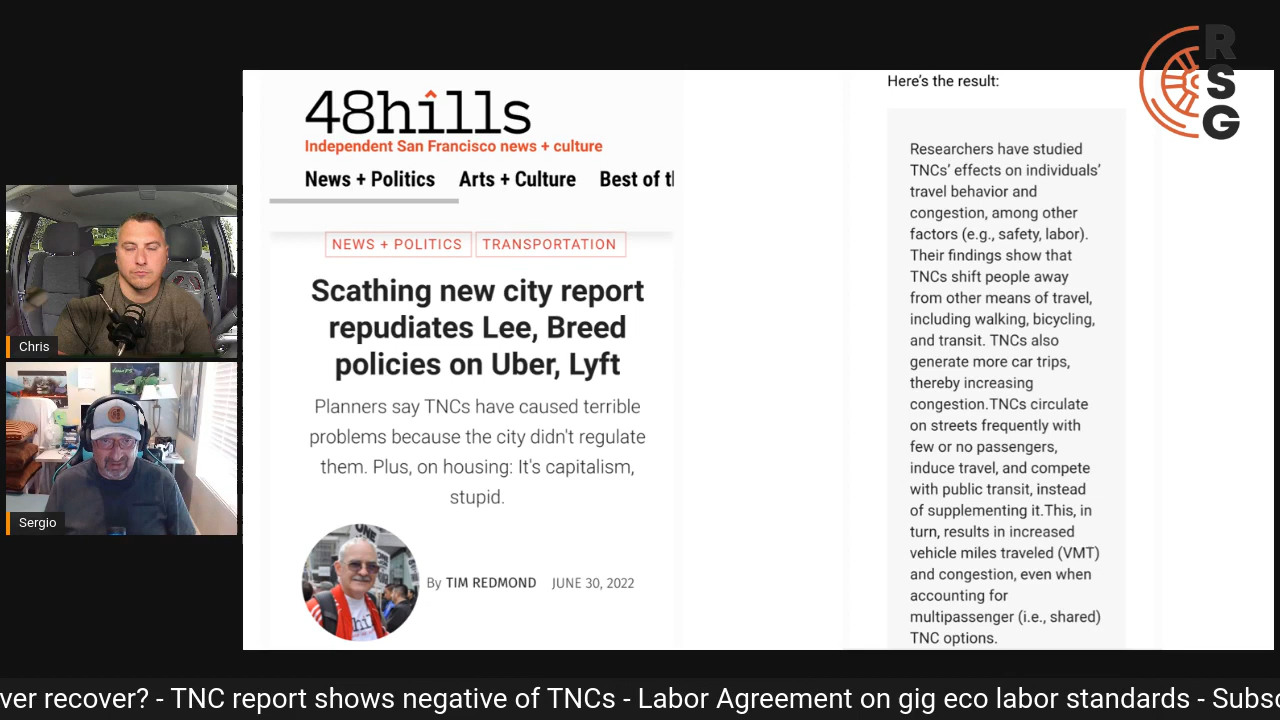 RSG
48hills
Independent San Francisco news + culture
News + Politics Arts + Culture Best of
NEWS + POLITICS TRANSPORTATION
Scathing new city report
repudiates Lee, Breed
policies on Uber, Lyft
Planners say TNCs have caused terrible
problems because the city didn't regulate
them. Plus, on housing: It's capitalism,
stupid.
By TIM REDMOND JUNE 30, 2022
Here's the result:
Researchers have studied
TNCs' effects on individuals'
travel behavior and
congestion, among other
factors (e.g., safety, labor).
Their findings show that
TNCs shift people away
from other means of travel,
including walking, bicycling,
and transit. TNCs also
generate more car trips,
thereby increasing
congestion.TNCs circulate
on streets frequently with
few or no passengers,
induce travel, and compete
with public transit, instead
of supplementing it.This, in
turn, results in increased
vehicle miles traveled (VMT)
and congestion, even when
accounting for
multipassenger (i.e., shared)
TNC options.
Chris
Sergio
ver recover? - TNC report shows negative of TNCs - Labor Agreement on gig eco labor standards - Subs